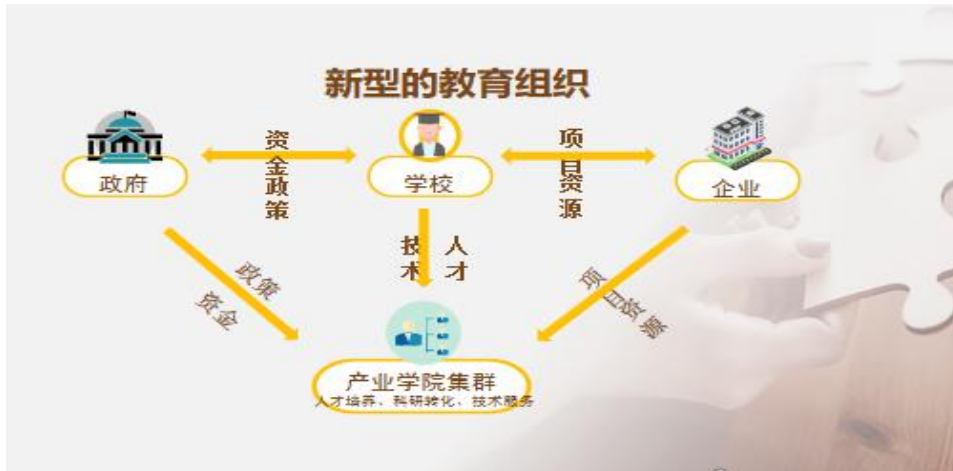 新型的教育组织
资金政策
项目资源
政府
学校
企业
技术
人才
政策
资金
项目资源
产业学院集群
人才培养、科研转化、技术服务